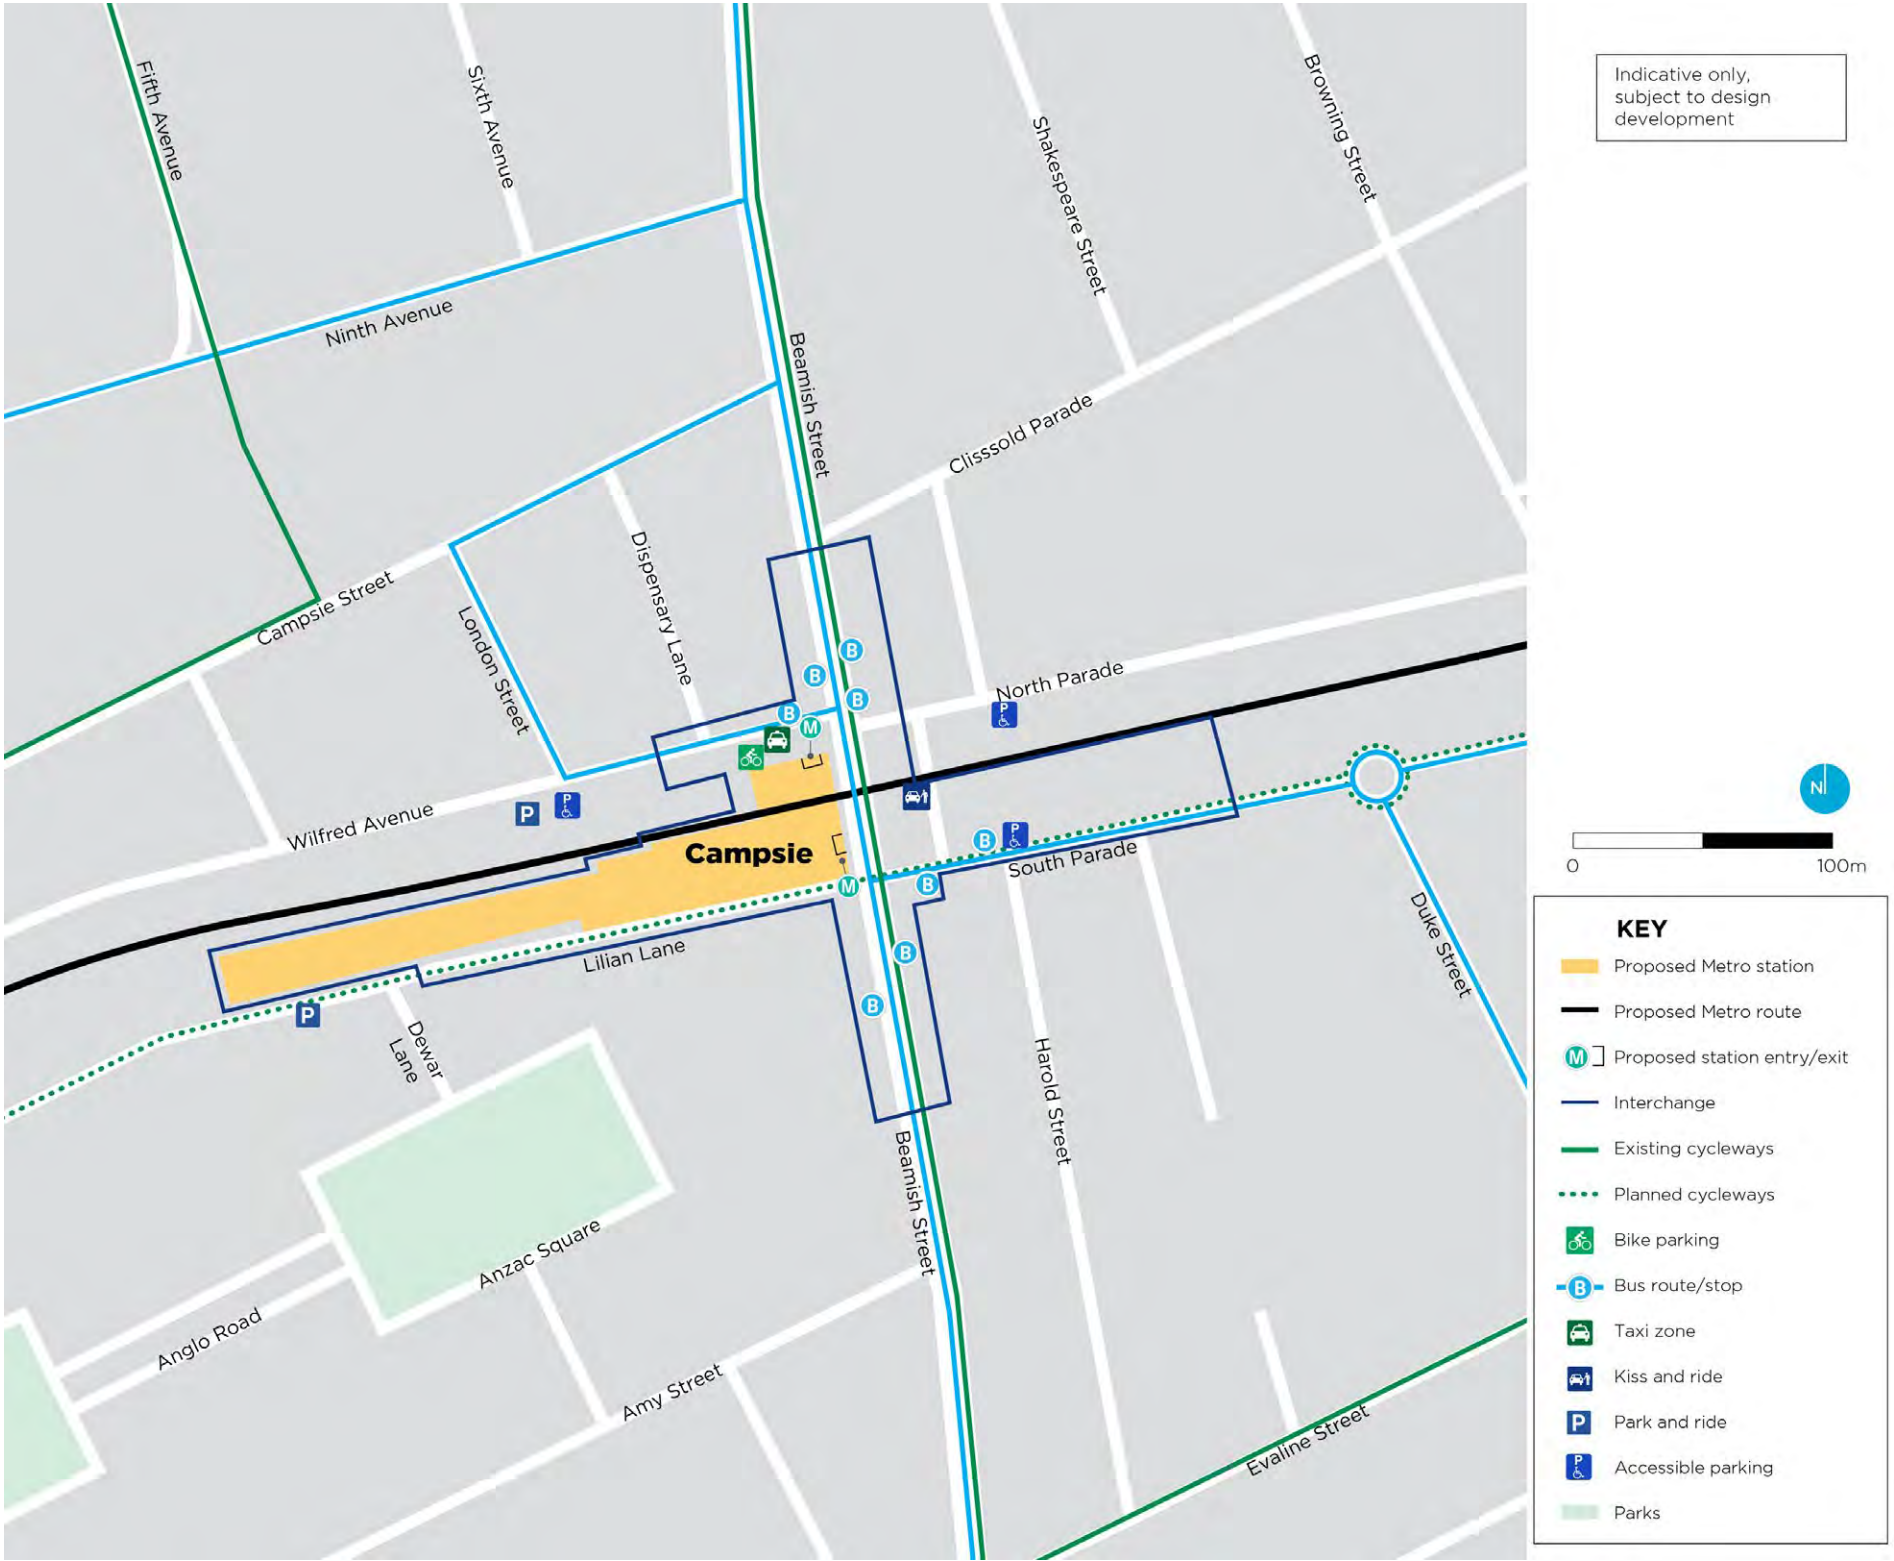 Fifth Avenue
Sixth Avenue
Shakespeare Street
Browning Street
Indicative only,
subject to design
development
Ninth Avenue
Beamish Street
Clisssold Parade
Campsie Street
London Street
Dispensary Lane
B
B
B
B
M
North Parade
P
Wilfred Avenue
P
P
Campsie
B
P
South Parade
M
B
Lilian Lane
B
B
P
Dewar
Lane
Harold Street
Duke Street
Beamish Street
Anzac Square
Anglo Road
Amy Street
Evaline Street
N
0
100m
KEY
Proposed Metro station
Proposed Metro route
M Proposed station entry/exit
Interchange
Existing cycleways
Planned cycleways
Bike parking
B Bus route/stop
Taxi zone
Kiss and ride
P Park and ride
P Accessible parking
Parks